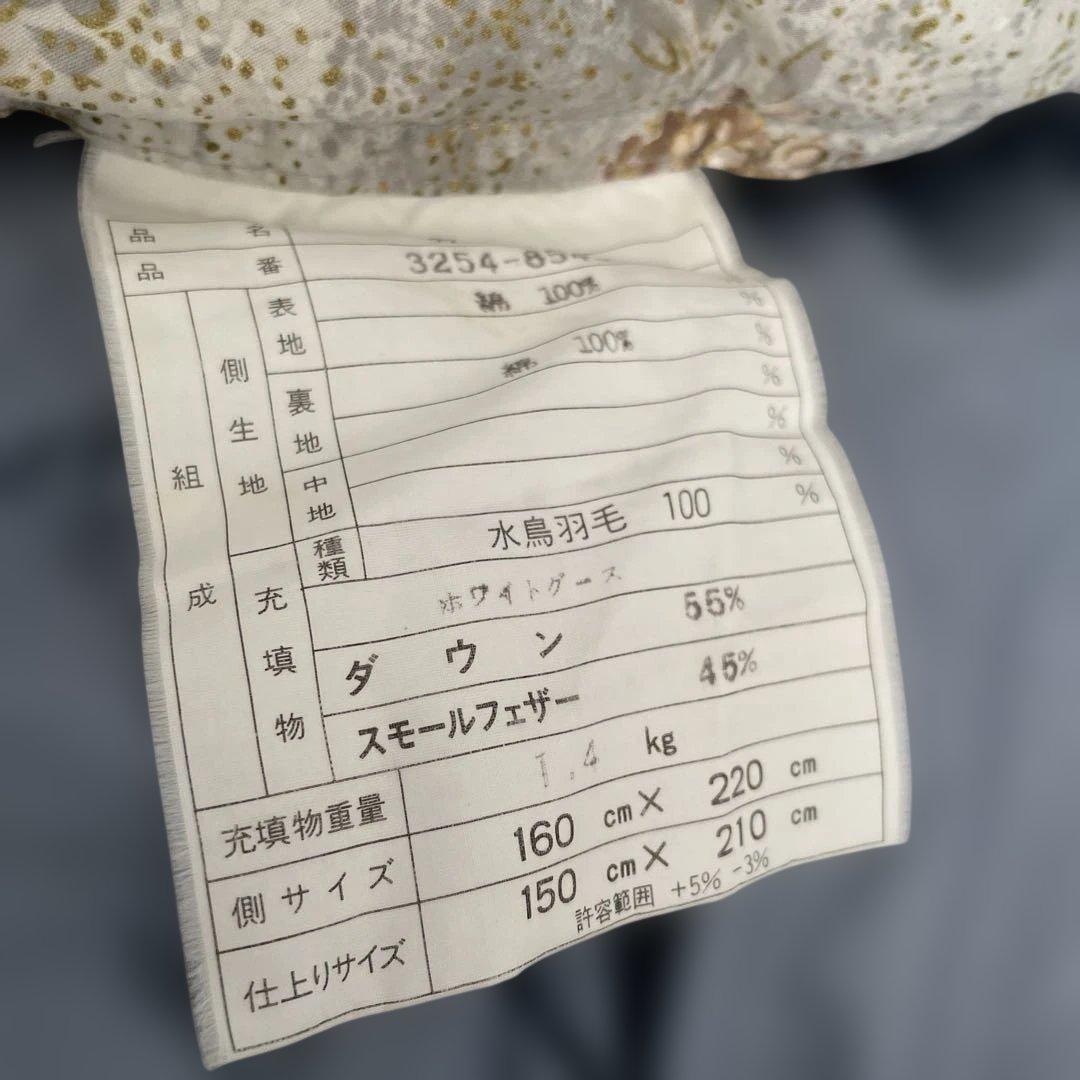 品名
品番 3254-85
組成
側生地
表地 綿 100%
%
裏地 綿 100%
%
%
中地 %
%
充填物
種類 水鳥羽毛 100 %
ホワイトグース
ダウン 55%
スモールフェザー 45%
充填物重量 1.4 kg
側サイズ 160 cm× 220 cm
仕上りサイズ 150 cm× 210 cm
許容範囲 +5% -3%